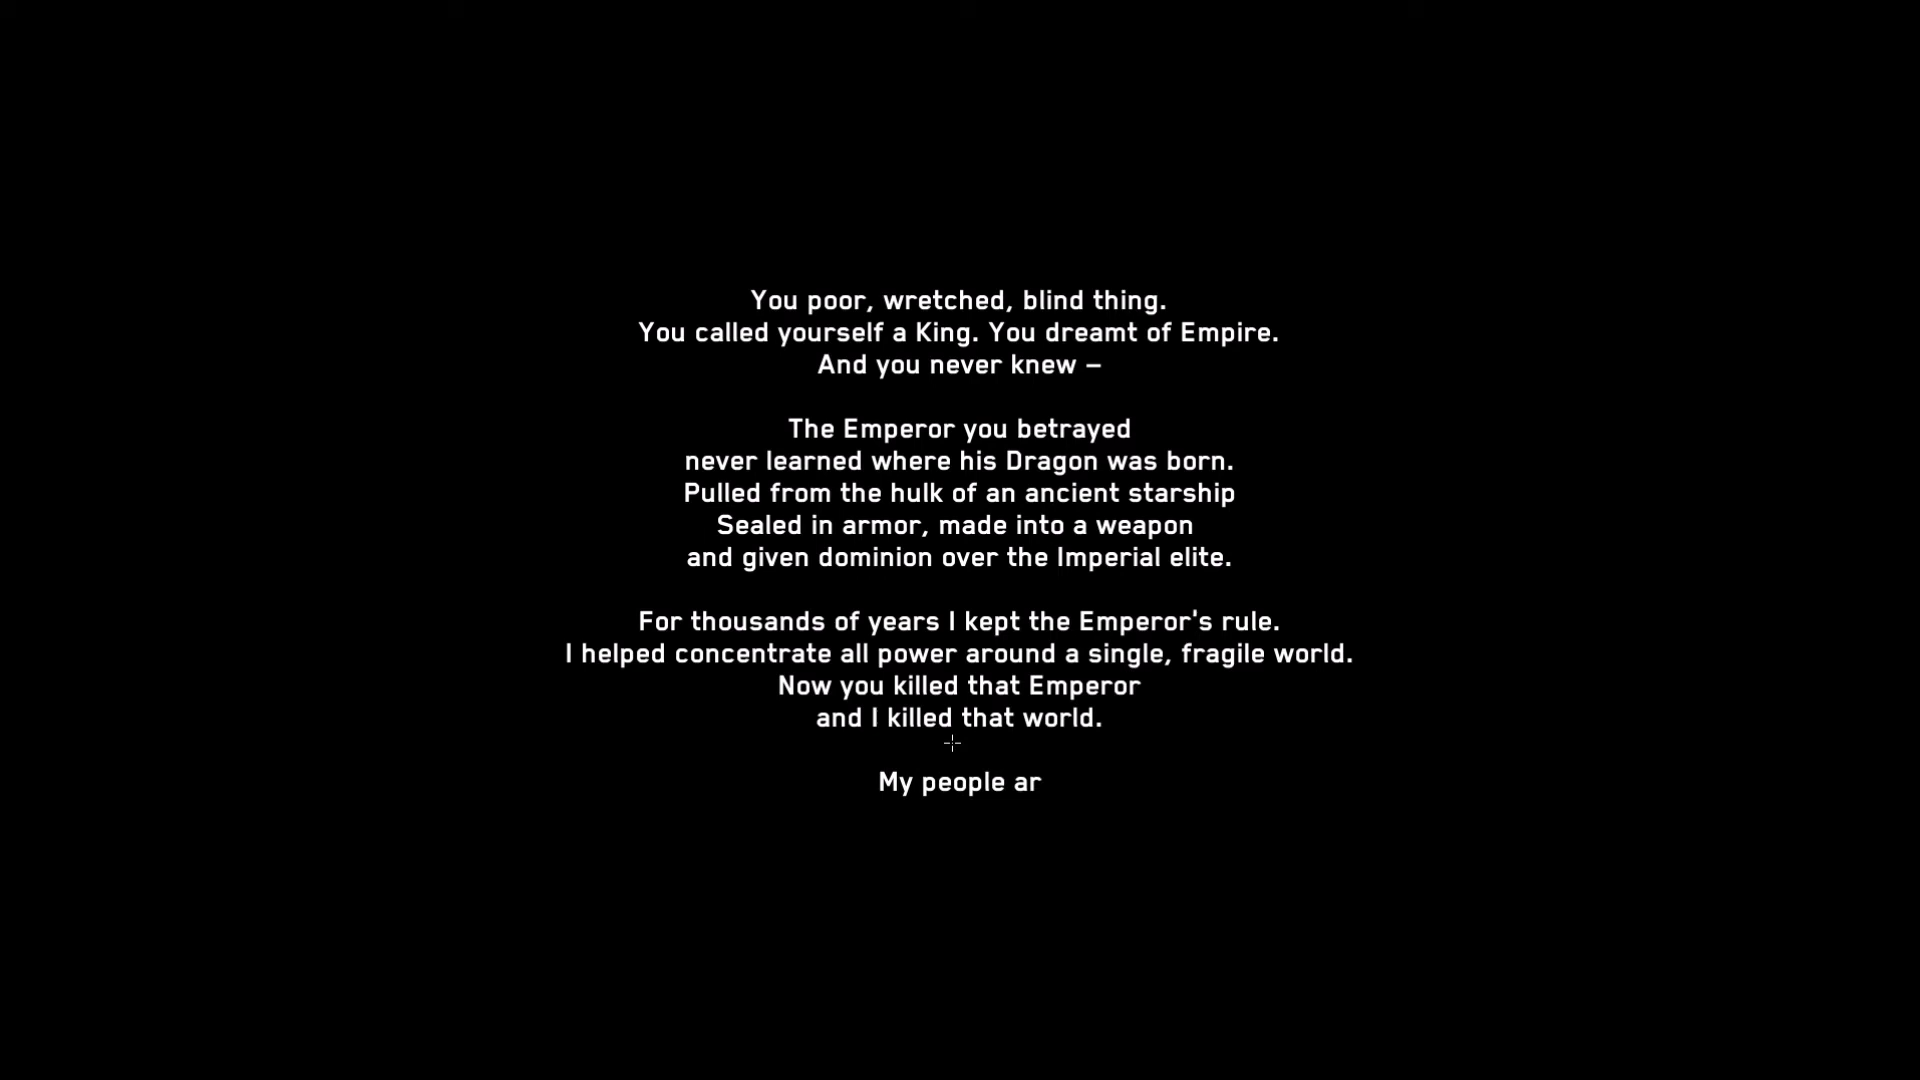 You poor, wretched, blind thing.
You called yourself a King. You dreamt of Empire.
And you never knew –
The Emperor you betrayed
never learned where his Dragon was born.
Pulled from the hulk of an ancient starship
Sealed in armor, made into a weapon
and given dominion over the Imperial elite.
For thousands of years I kept the Emperor's rule.
I helped concentrate all power around a single, fragile world.
Now you killed that Emperor
and I killed that world.
My people ar